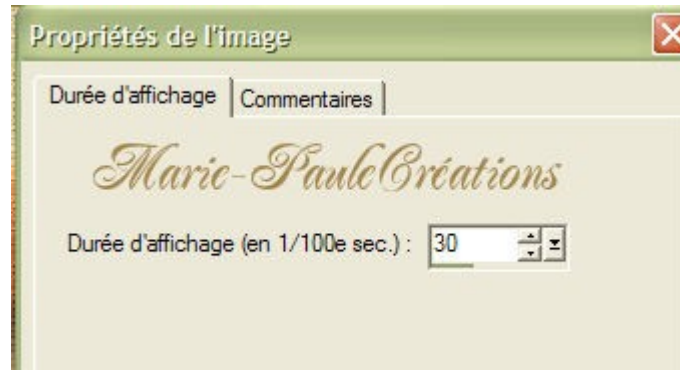 Propriétés de l'image
Durée d'affichage Commentaires
Marie-PauleCréations
Durée d'affichage (en 1/100e sec.) : 30